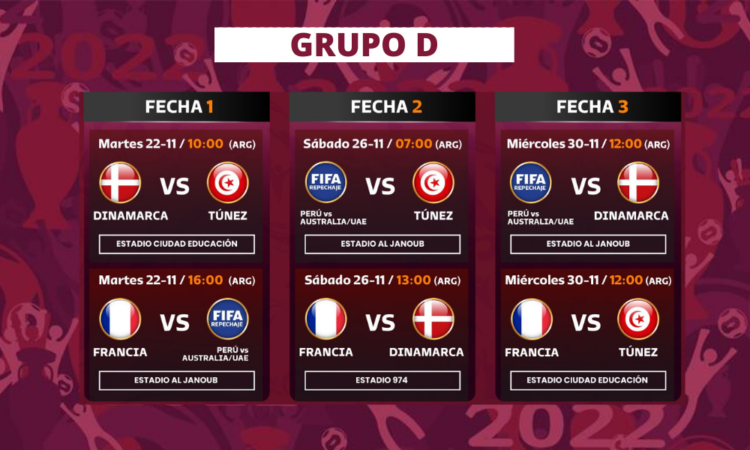 2022
GRUPO D
2022
FECHA 1
Martes 22-11 / 10:00 (ARG)
VS
DINAMARCA
TÚNEZ
ESTADIO CIUDAD EDUCACIÓN
Martes 22-11 / 16:00 (ARG)
VS
FIFA
REPECHAJE
FRANCIA
PERÚ vs
AUSTRALIA/UAE
ESTADIO AL JANOUB
FECHA 2
Sábado 26-11 / 07:00 (ARG)
FIFA
REPECHAJE
VS
PERÚ vs
AUSTRALIA/UAE
TÚNEZ
ESTADIO AL JANOUB
Sábado 26-11 / 13:00 (ARG)
VS
FRANCIA
DINAMARCA
ESTADIO 974
FECHA 3
Miércoles 30-11 / 12:00 (ARG)
FIFA
REPECHAJE
VS
PERÚ vs
AUSTRALIA/UAE
DINAMARCA
ESTADIO AL JANOUB
Miércoles 30-11 / 12:00 (ARG)
VS
FRANCIA
TÚNEZ
ESTADIO CIUDAD EDUCACIÓN
2022